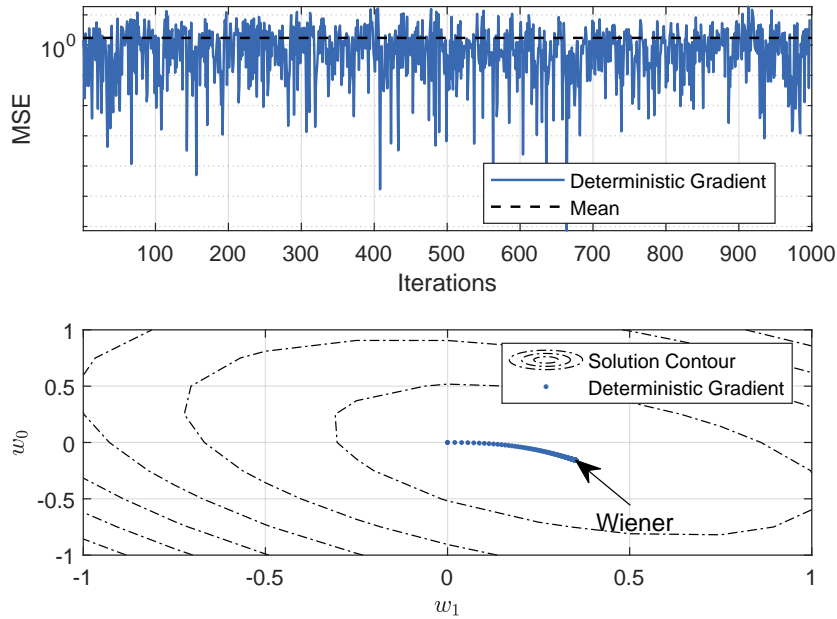 10^0
MSE
Deterministic Gradient
Mean
100 200 300 400 500 600 700 800 900 1000
Iterations
1
0.5
0
-0.5
-1
w_0
Solution Contour
Deterministic Gradient
Wiener
-1 -0.5 0 0.5 1
w_1